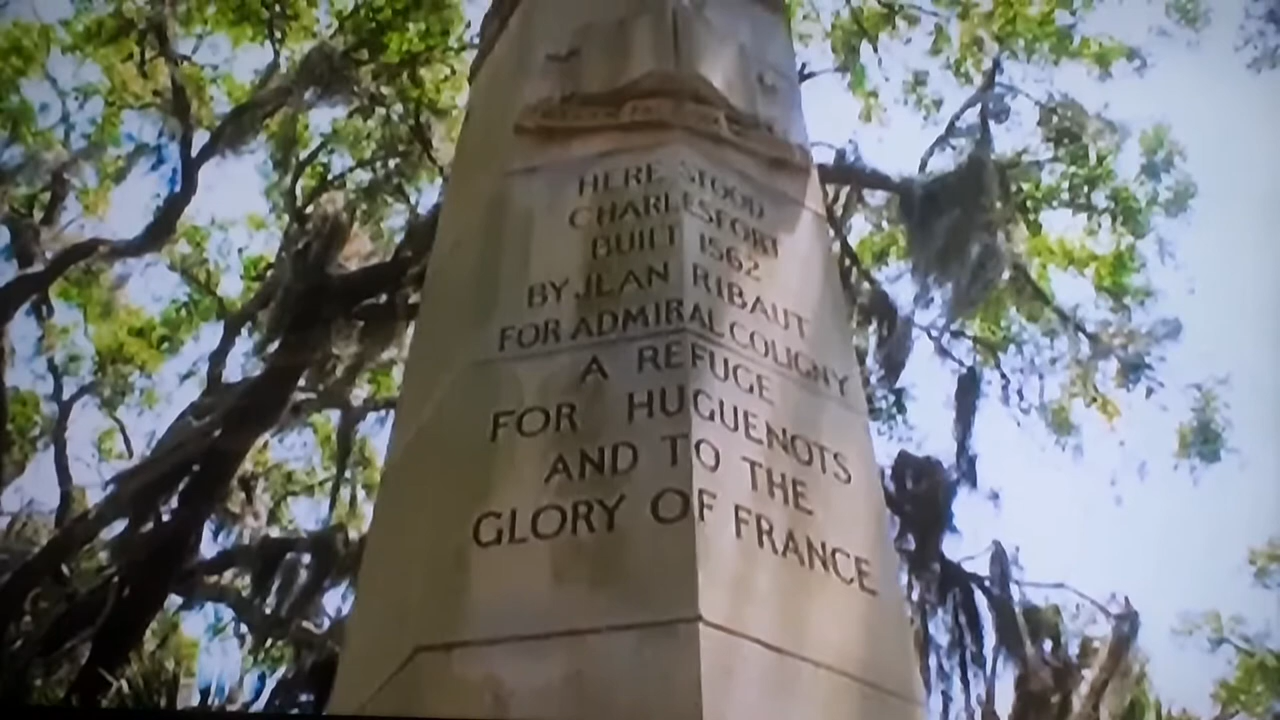 HERE STOOD
CHARLESFORT
BUILT 1562
BY JEAN RIBAUT
FOR ADMIRAL COLIGNY
A REFUGE
FOR HUGUENOTS
AND TO THE
GLORY OF FRANCE